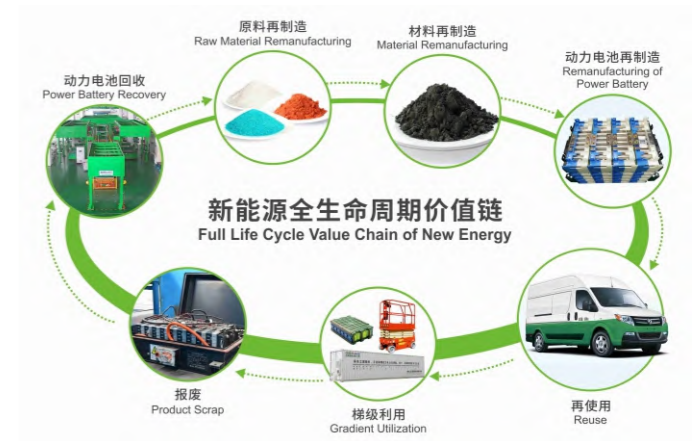 原料再制造
Raw Material Remanufacturing
材料再制造
Material Remanufacturing
动力电池回收
Power Battery Recovery
动力电池再制造
Remanufacturing of
Power Battery
新能源全生命周期价值链
Full Life Cycle Value Chain of New Energy
报废
Product Scrap
梯级利用
Gradient Utilization
再使用
Reuse